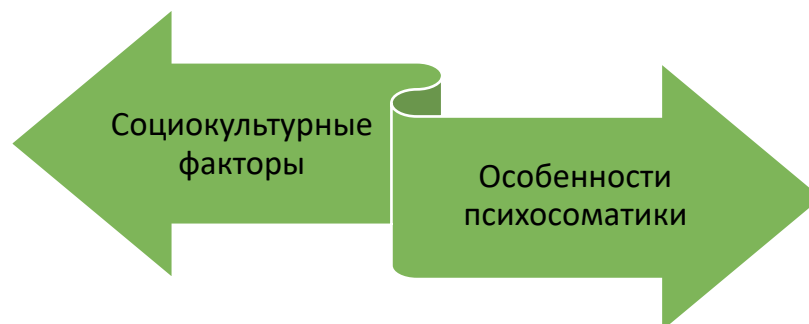 Социокультурные
факторы
Особенности
психосоматики